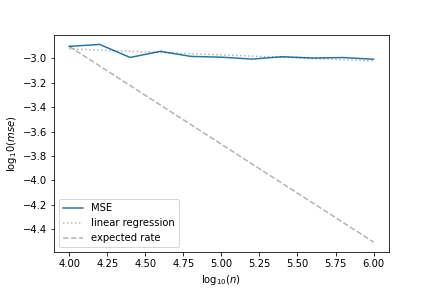 −3.0
−3.2
−3.4
−3.6
−3.8
−4.0
−4.2
−4.4
log₁0(mse)
MSE
linear regression
expected rate
4.00 4.25 4.50 4.75 5.00 5.25 5.50 5.75 6.00
log₁₀(n)